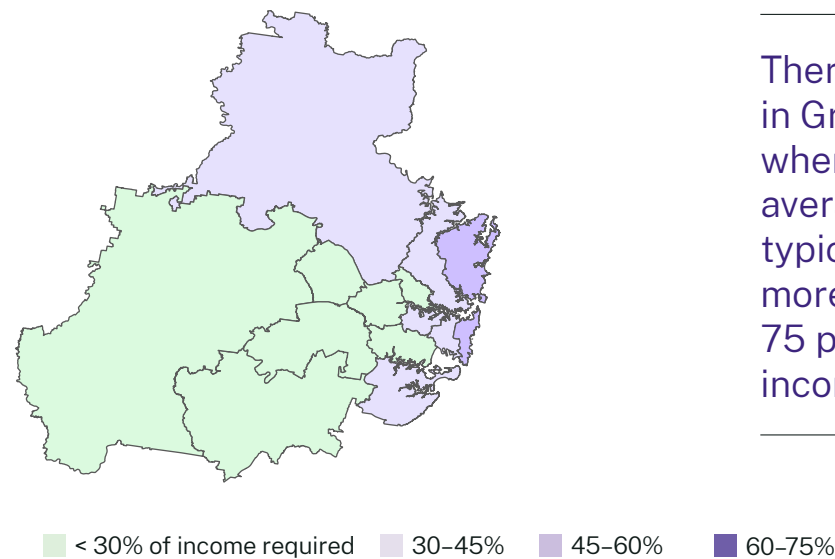 Ther
in Gr
wher
aver
typic
more
75 p
incor
< 30% of income required
30–45%
45–60%
60–75%